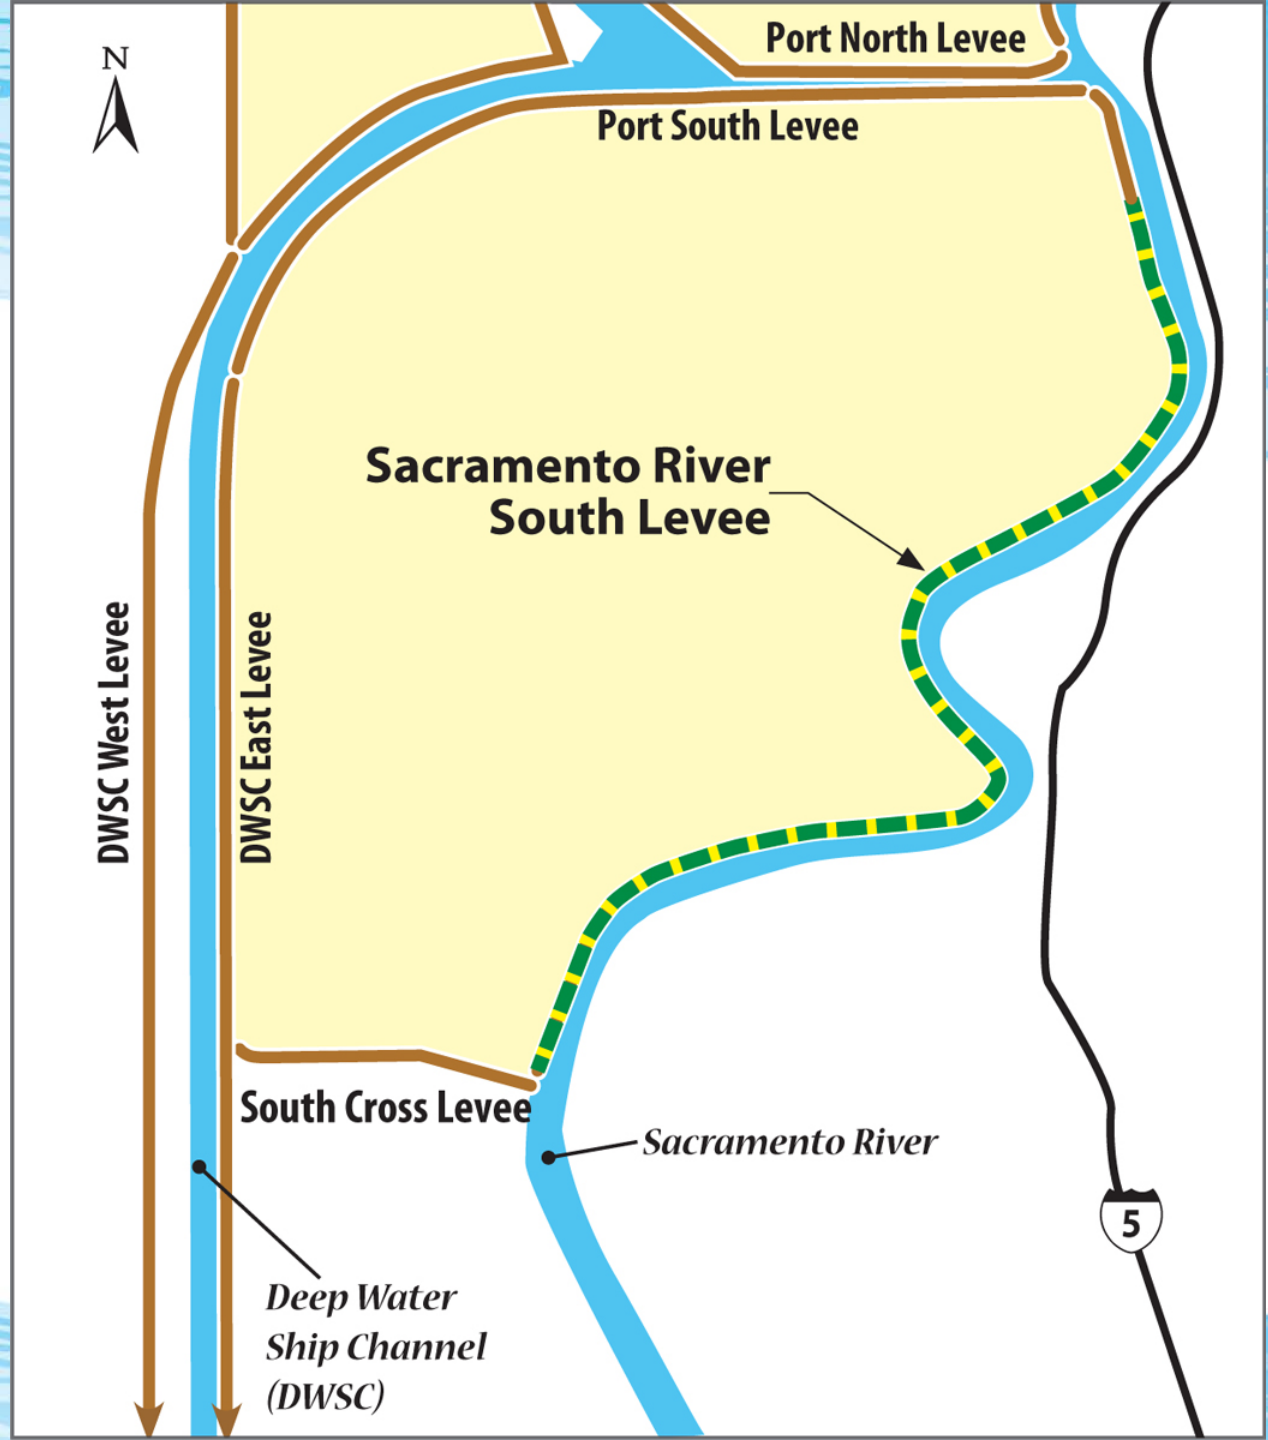 N
Port North Levee
Port South Levee
Sacramento River
South Levee
DWSC West Levee
DWSC East Levee
South Cross Levee
Sacramento River
5
Deep Water
Ship Channel
(DWSC)